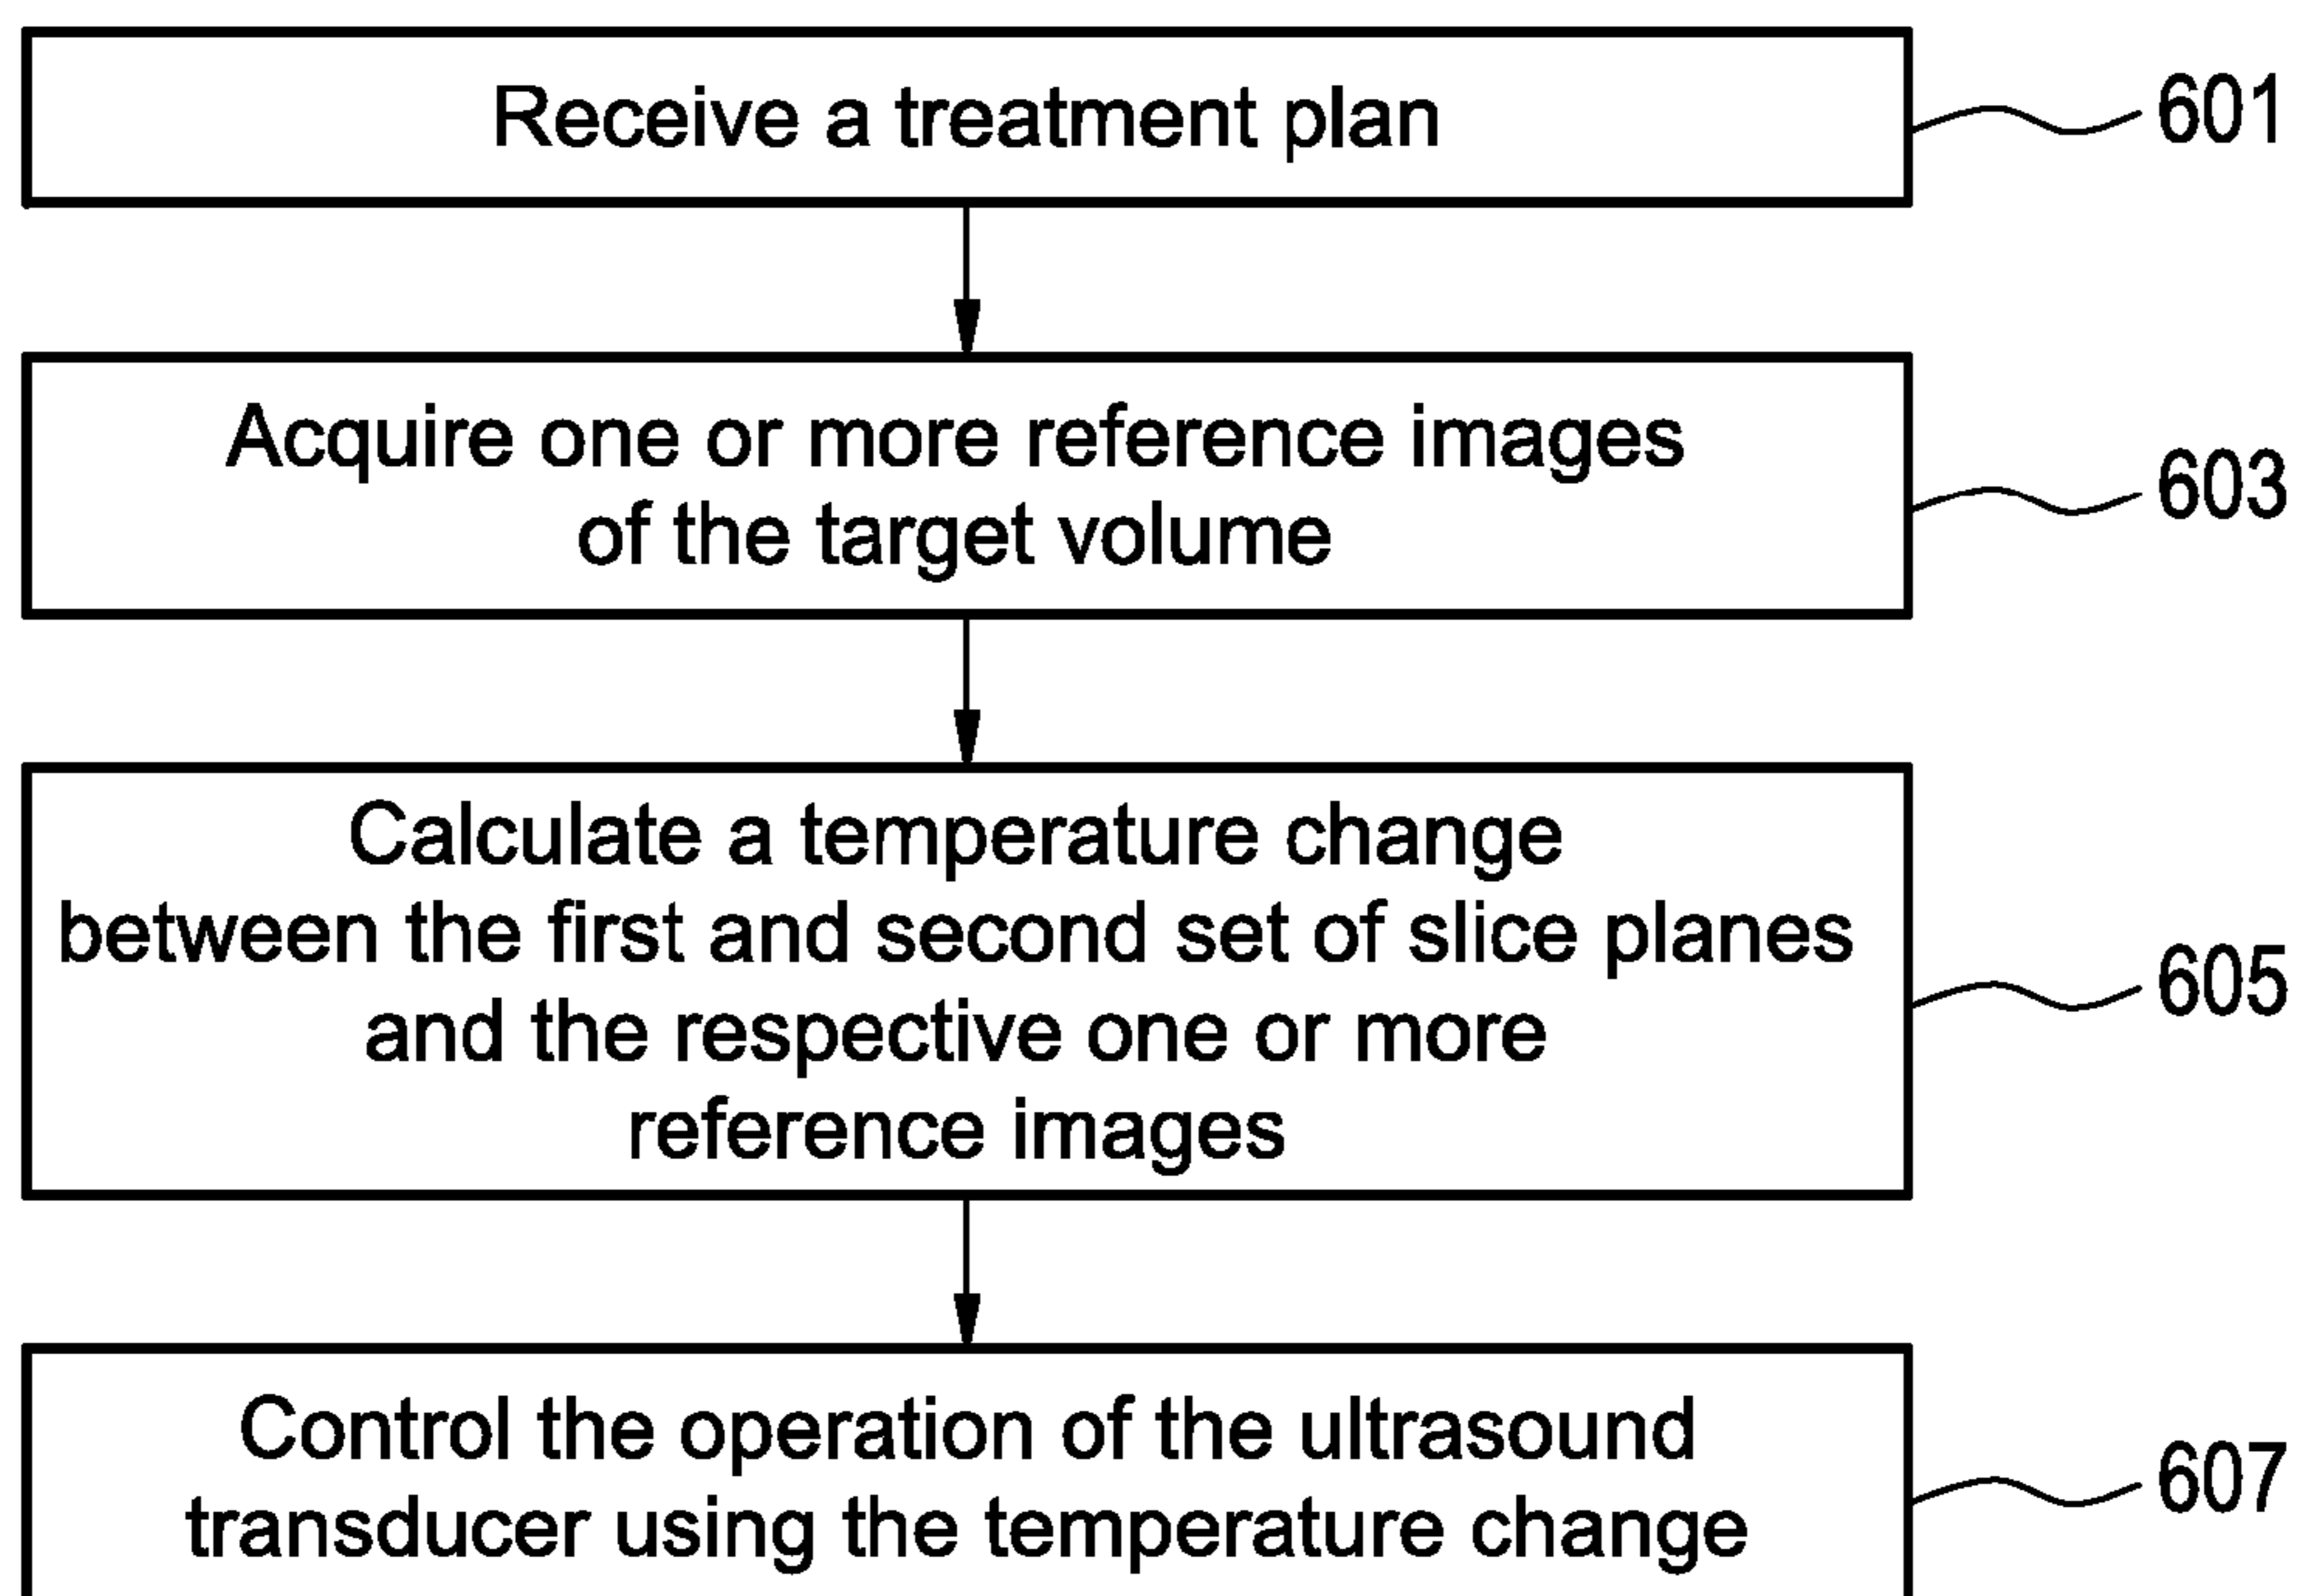 Receive a treatment plan
601
Acquire one or more reference images
of the target volume
603
Calculate a temperature change
between the first and second set of slice planes
and the respective one or more
reference images
605
Control the operation of the ultrasound
transducer using the temperature change
607